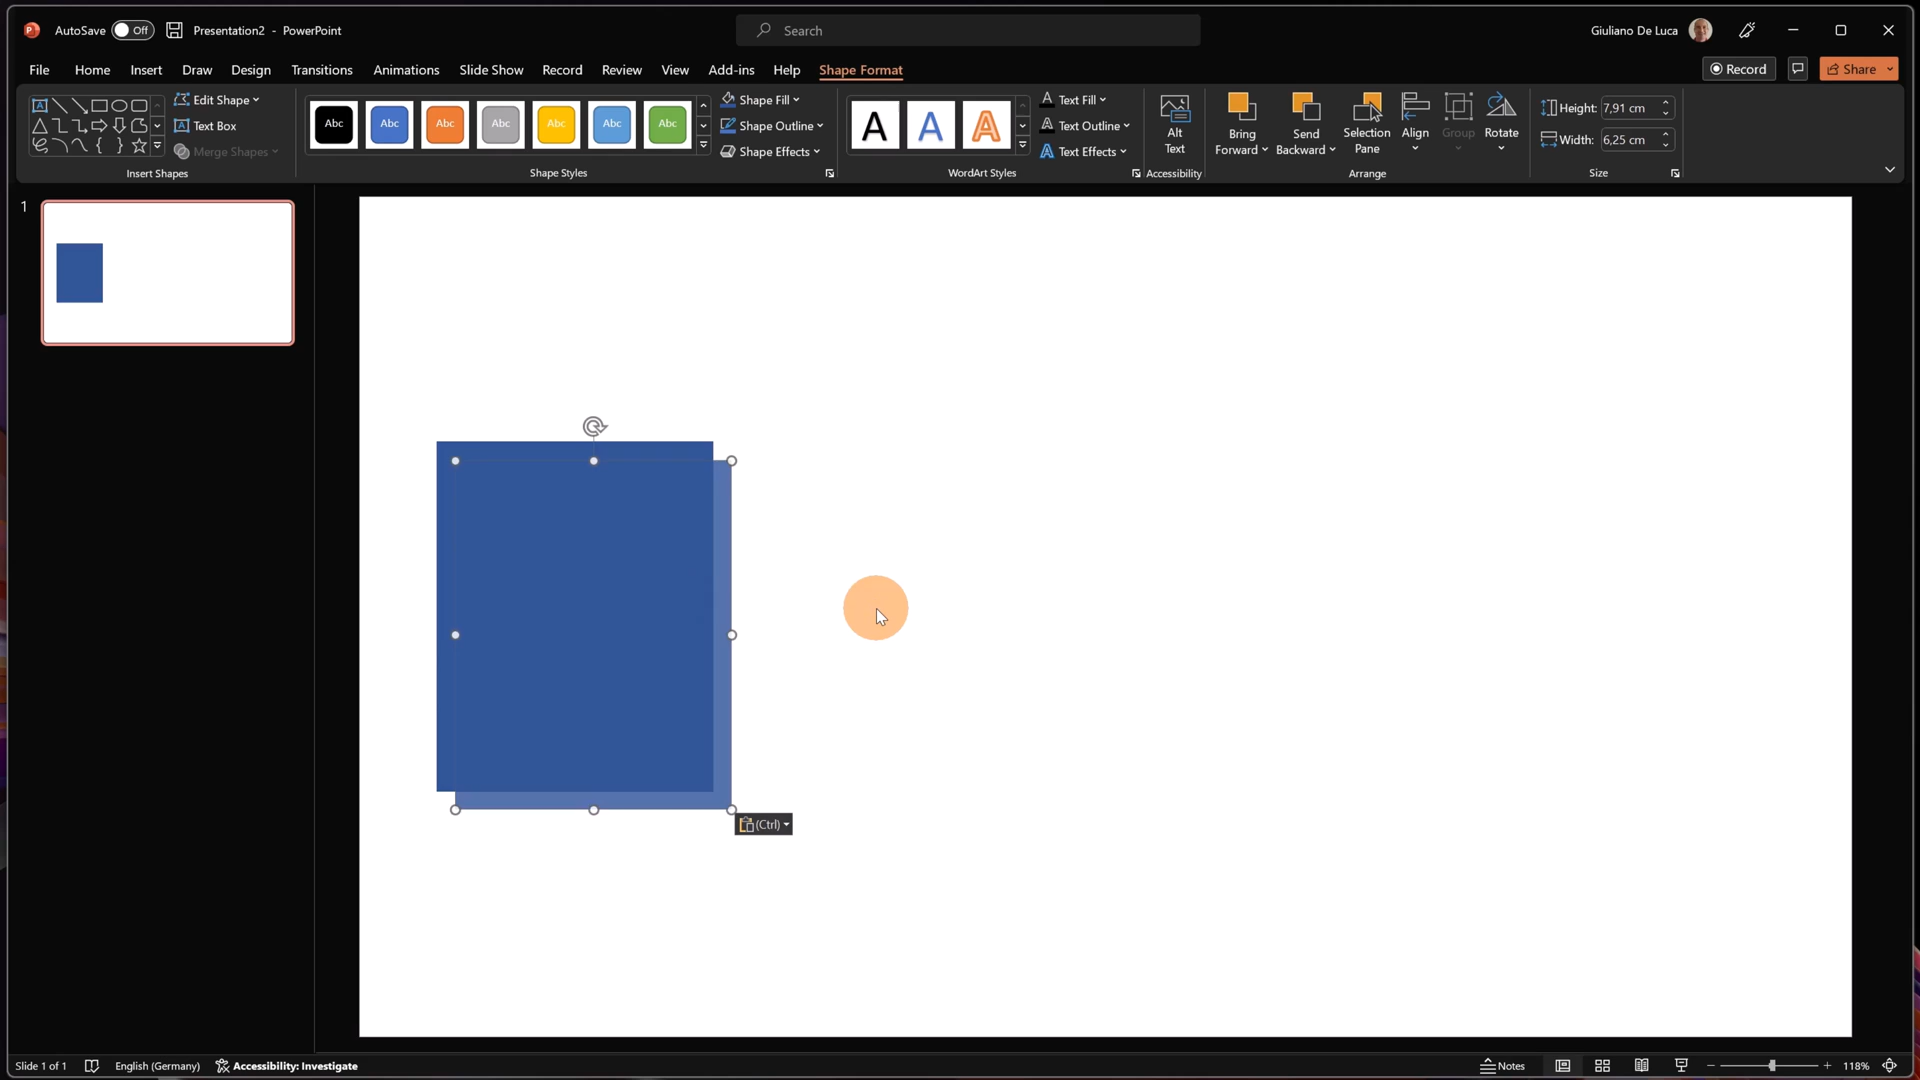 AutoSave Off Presentation2 - PowerPoint Search Giuliano De Luca
File Home Insert Draw Design Transitions Animations Slide Show Record Review View Add-ins Help Shape Format Record Share
Edit Shape
Text Box
Merge Shapes
Insert Shapes
Abc Abc Abc Abc Abc Abc Abc
Shape Fill
Shape Outline
Shape Effects
Shape Styles
A A A
Text Fill
Text Outline
Text Effects
WordArt Styles
Alt
Text
Accessibility
Bring
Forward
Send
Backward
Selection
Pane
Align
Group
Rotate
Arrange
Height: 7,91 cm
Width: 6,25 cm
Size
1
(Ctrl)
Slide 1 of 1 English (Germany) Accessibility: Investigate Notes 118%